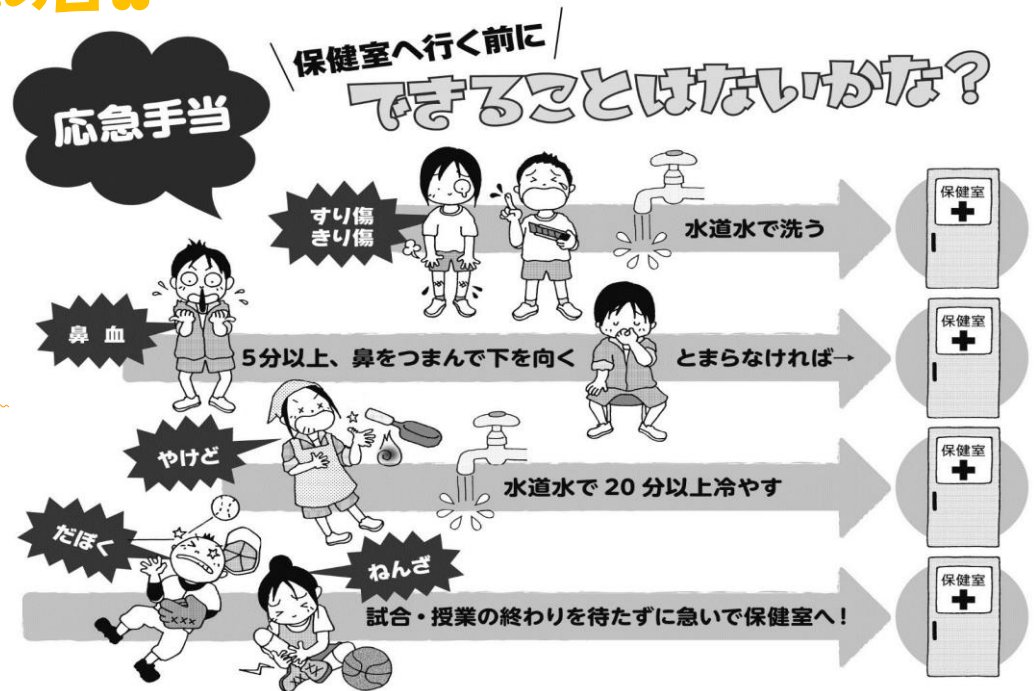 の日
応急手当
保健室へ行く前に
できることはないかな？
すり傷
きり傷
水道水で洗う
保健室
鼻血
5分以上、鼻をつまんで下を向く
とまらなければ→
保健室
やけど
水道水で20分以上冷やす
保健室
だぼく
ねんざ
試合・授業の終わりを待たずに急いで保健室へ！
保健室